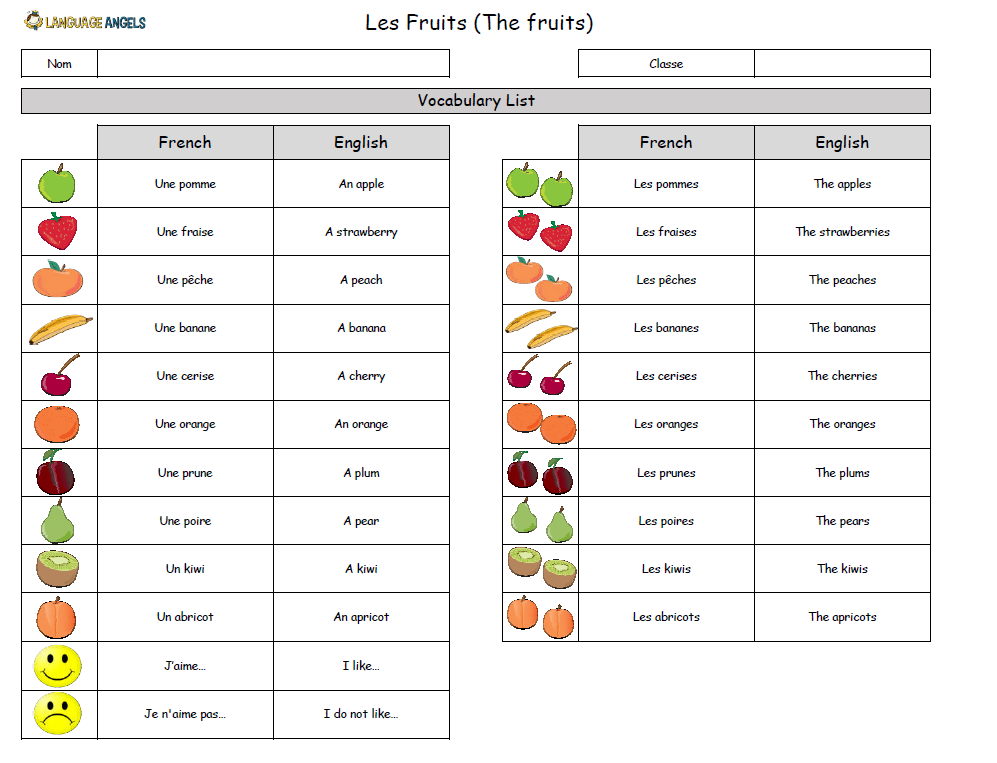 LANGUAGE ANGELS
Les Fruits (The fruits)
Nom
Classe
Vocabulary List
French English
Une pomme An apple
Une fraise A strawberry
Une pêche A peach
Une banane A banana
Une cerise A cherry
Une orange An orange
Une prune A plum
Une poire A pear
Un kiwi A kiwi
Un abricot An apricot
J'aime... I like...
Je n'aime pas... I do not like...
French English
Les pommes The apples
Les fraises The strawberries
Les pêches The peaches
Les bananes The bananas
Les cerises The cherries
Les oranges The oranges
Les prunes The plums
Les poires The pears
Les kiwis The kiwis
Les abricots The apricots